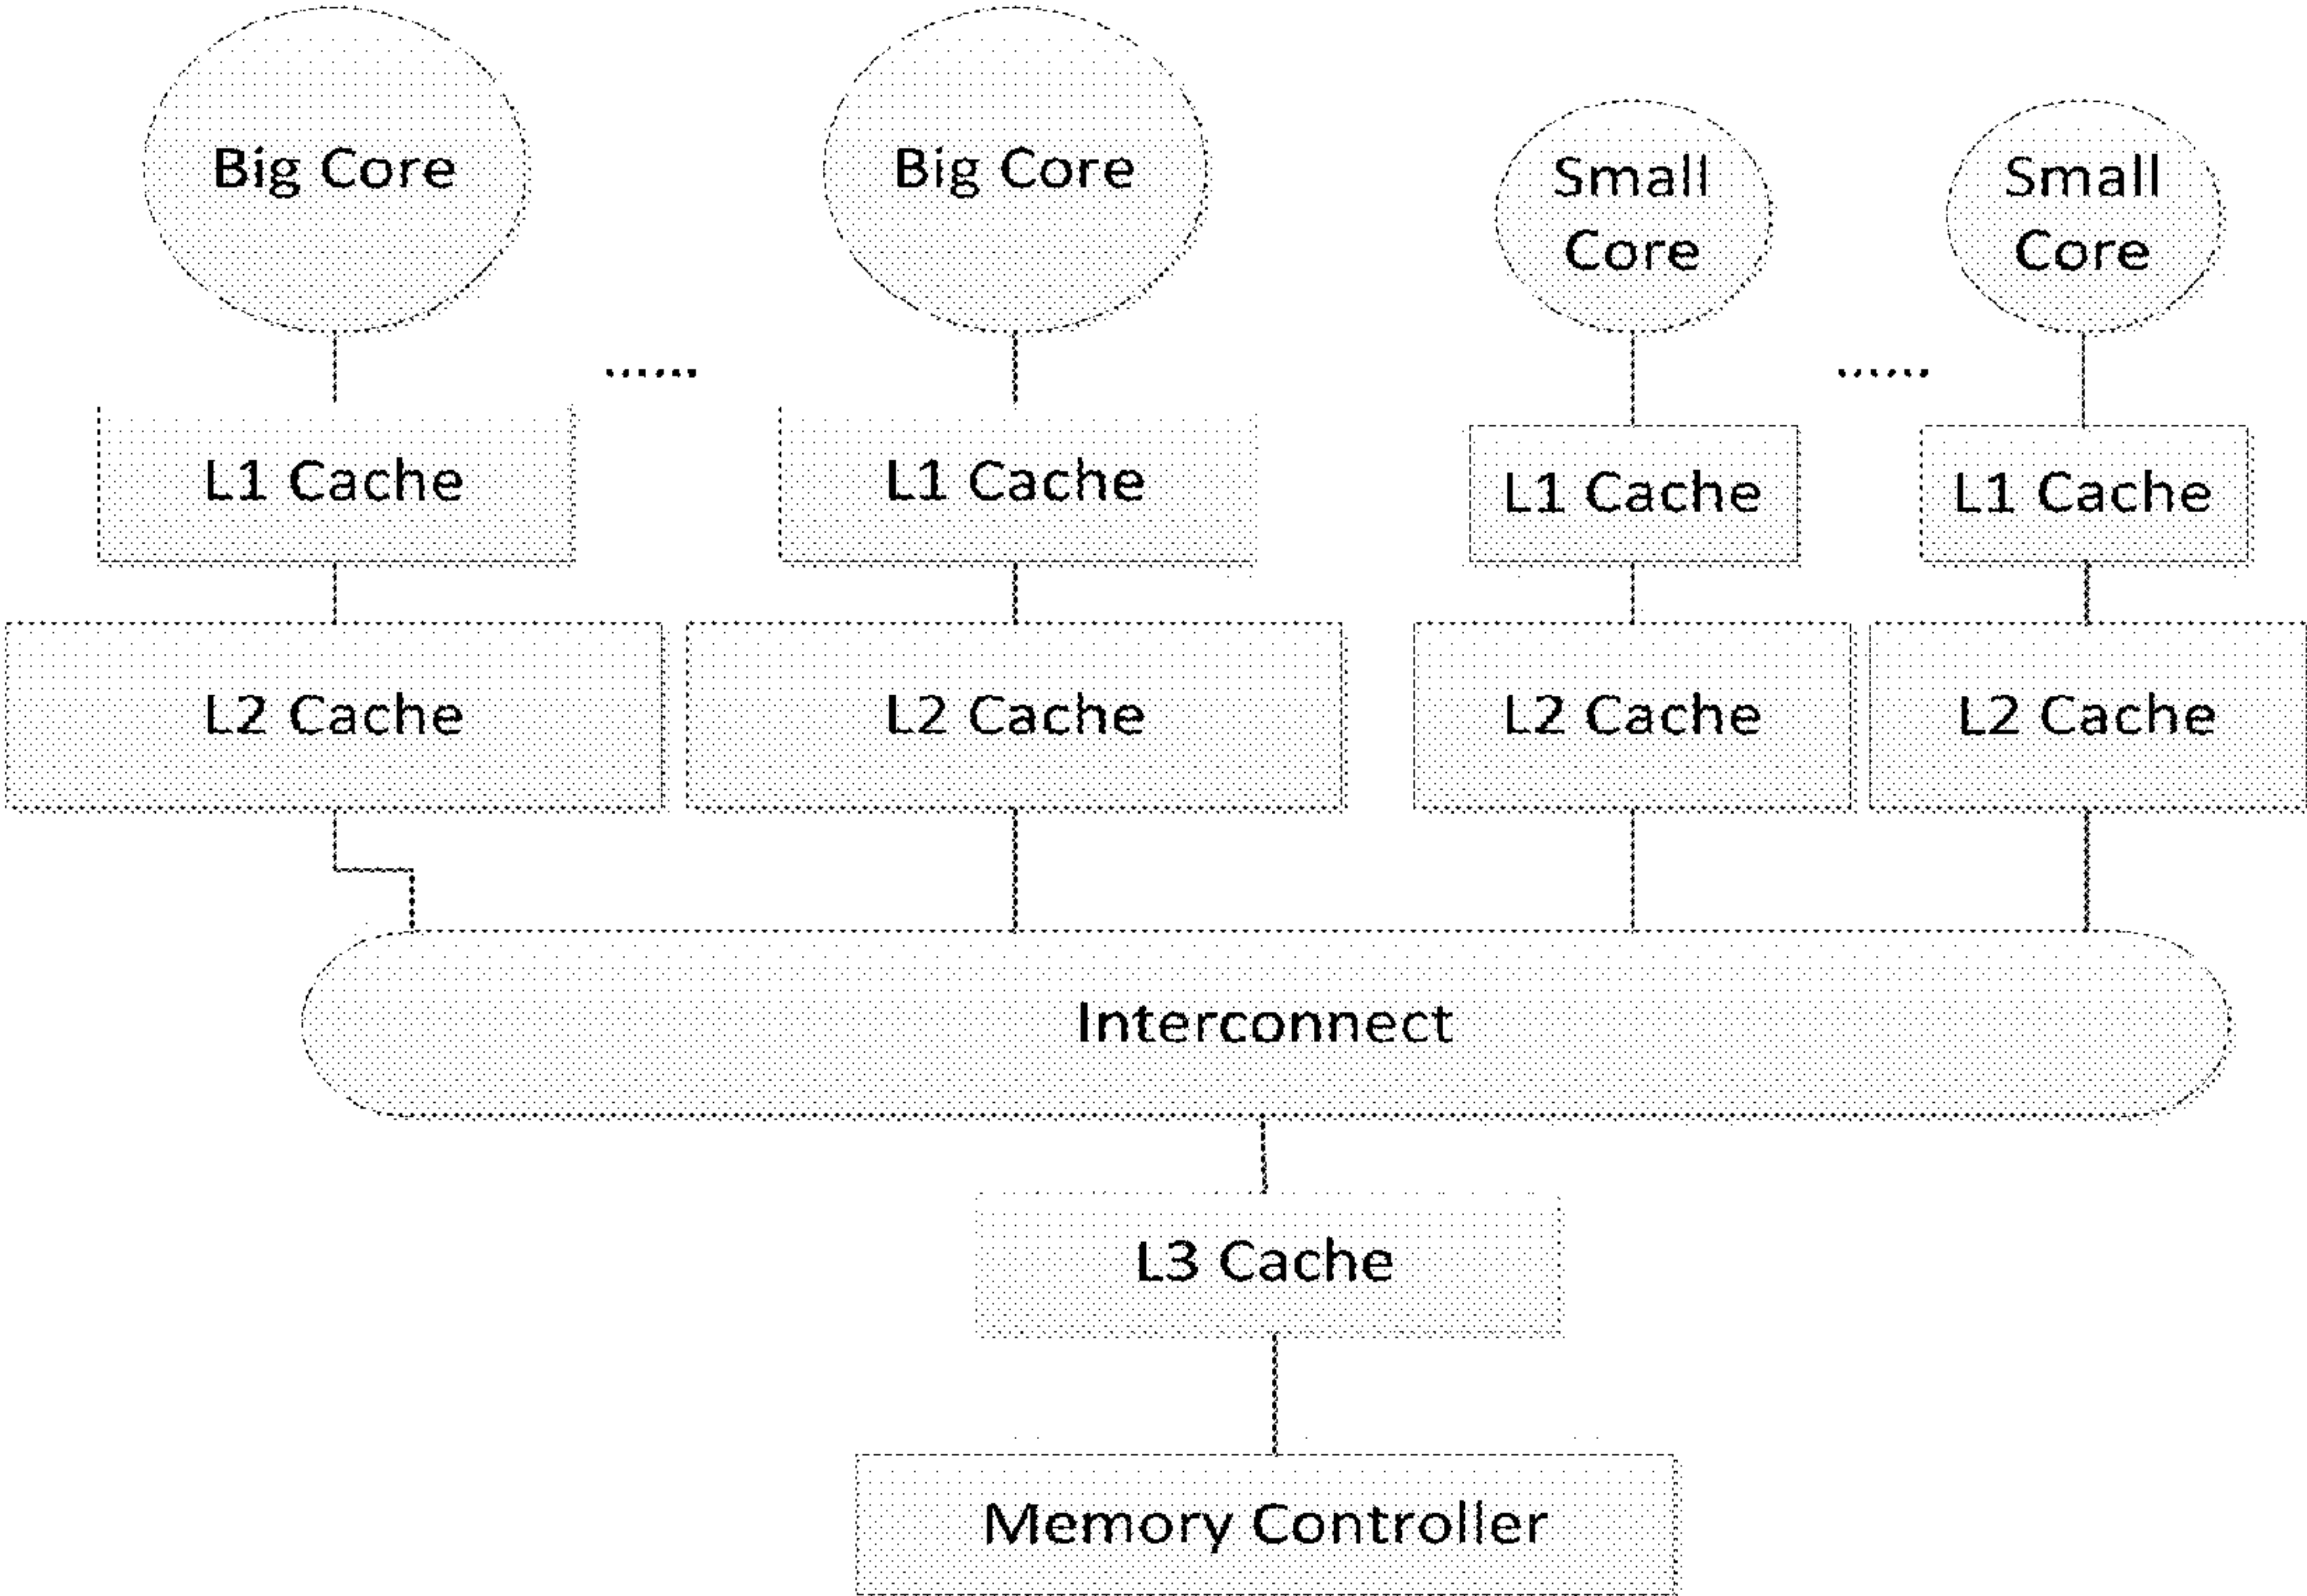 Big Core
Big Core
Small
Core
Small
Core
......
......
L1 Cache
L1 Cache
L1 Cache
L1 Cache
L2 Cache
L2 Cache
L2 Cache
L2 Cache
Interconnect
L3 Cache
Memory Controller